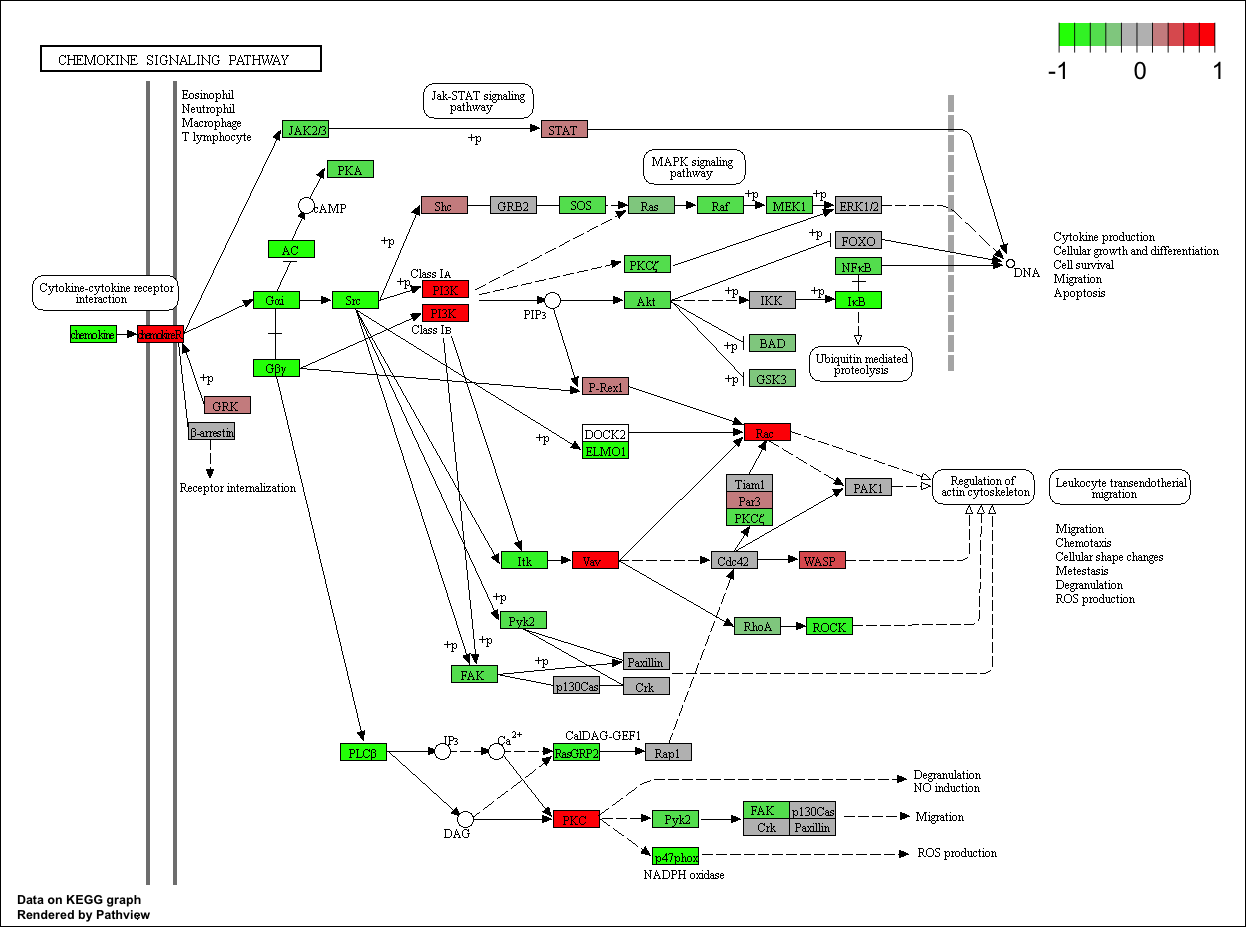 CHEMOKINE SIGNALING PATHWAY
-1 0 1
Eosinophil
Neutrophil
Macrophage
T lymphocyte
Jak-STAT signaling
pathway
JAK2/3
+p
STAT
MAPK signaling
pathway
PKA
cAMP
Shc
GRB2
SOS
Ras
+p
Raf
+p
MEK1
ERK1/2
+p
AC
+p
FOXO
Cytokine production
Cellular growth and differentiation
Cell survival
Migration
Apoptosis
PKCζ
NFκB
DNA
Cytokine-cytokine receptor
interaction
Class IA
+p
PI3K
PI3K
Class IB
Gαi
Src
PIP3
Akt
+p
IKK
+p
IκB
chemokine
chemokineR
+p
BAD
Ubiquitin mediated
proteolysis
Gβγ
+p
GSK3
+p
P-Rex1
GRK
β-arrestin
+p
DOCK2
ELMO1
Rac
Receptor internalization
Tiam1
Par3
PKCζ
PAK1
Regulation of
actin cytoskeleton
Leukocyte transendotherial
migration
Migration
Chemotaxis
Cellular shape changes
Metastasis
Degranulation
ROS production
Itk
Vav
Cdc42
WASP
+p
Pyk2
RhoA
ROCK
+p
+p
+p
FAK
Paxillin
p130Cas
Crk
PLCβ
IP3
Ca2+
CalDAG-GEF1
RasGRP2
Rap1
Degranulation
NO induction
DAG
PKC
Pyk2
FAK
p130Cas
Crk
Paxillin
Migration
p47phox
NADPH oxidase
ROS production
Data on KEGG graph
Rendered by Pathview